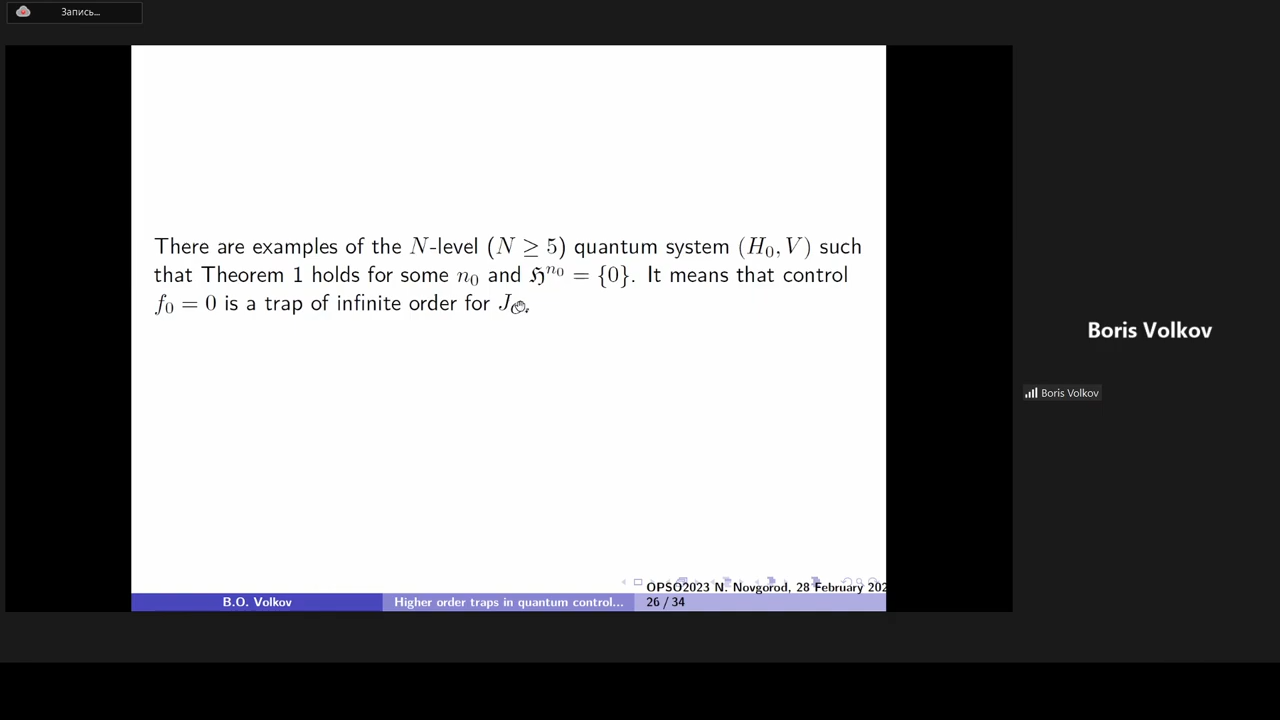 Запись...
There are examples of the N-level (N ≥ 5) quantum system (H₀, V) such
that Theorem 1 holds for some n₀ and ℌⁿ⁰ = {0}. It means that control
f₀ = 0 is a trap of infinite order for J
Boris Volkov
Boris Volkov
OPSO2023 N. Novgorod, 28 February 202
B.O. Volkov
Higher order traps in quantum control...
26 / 34